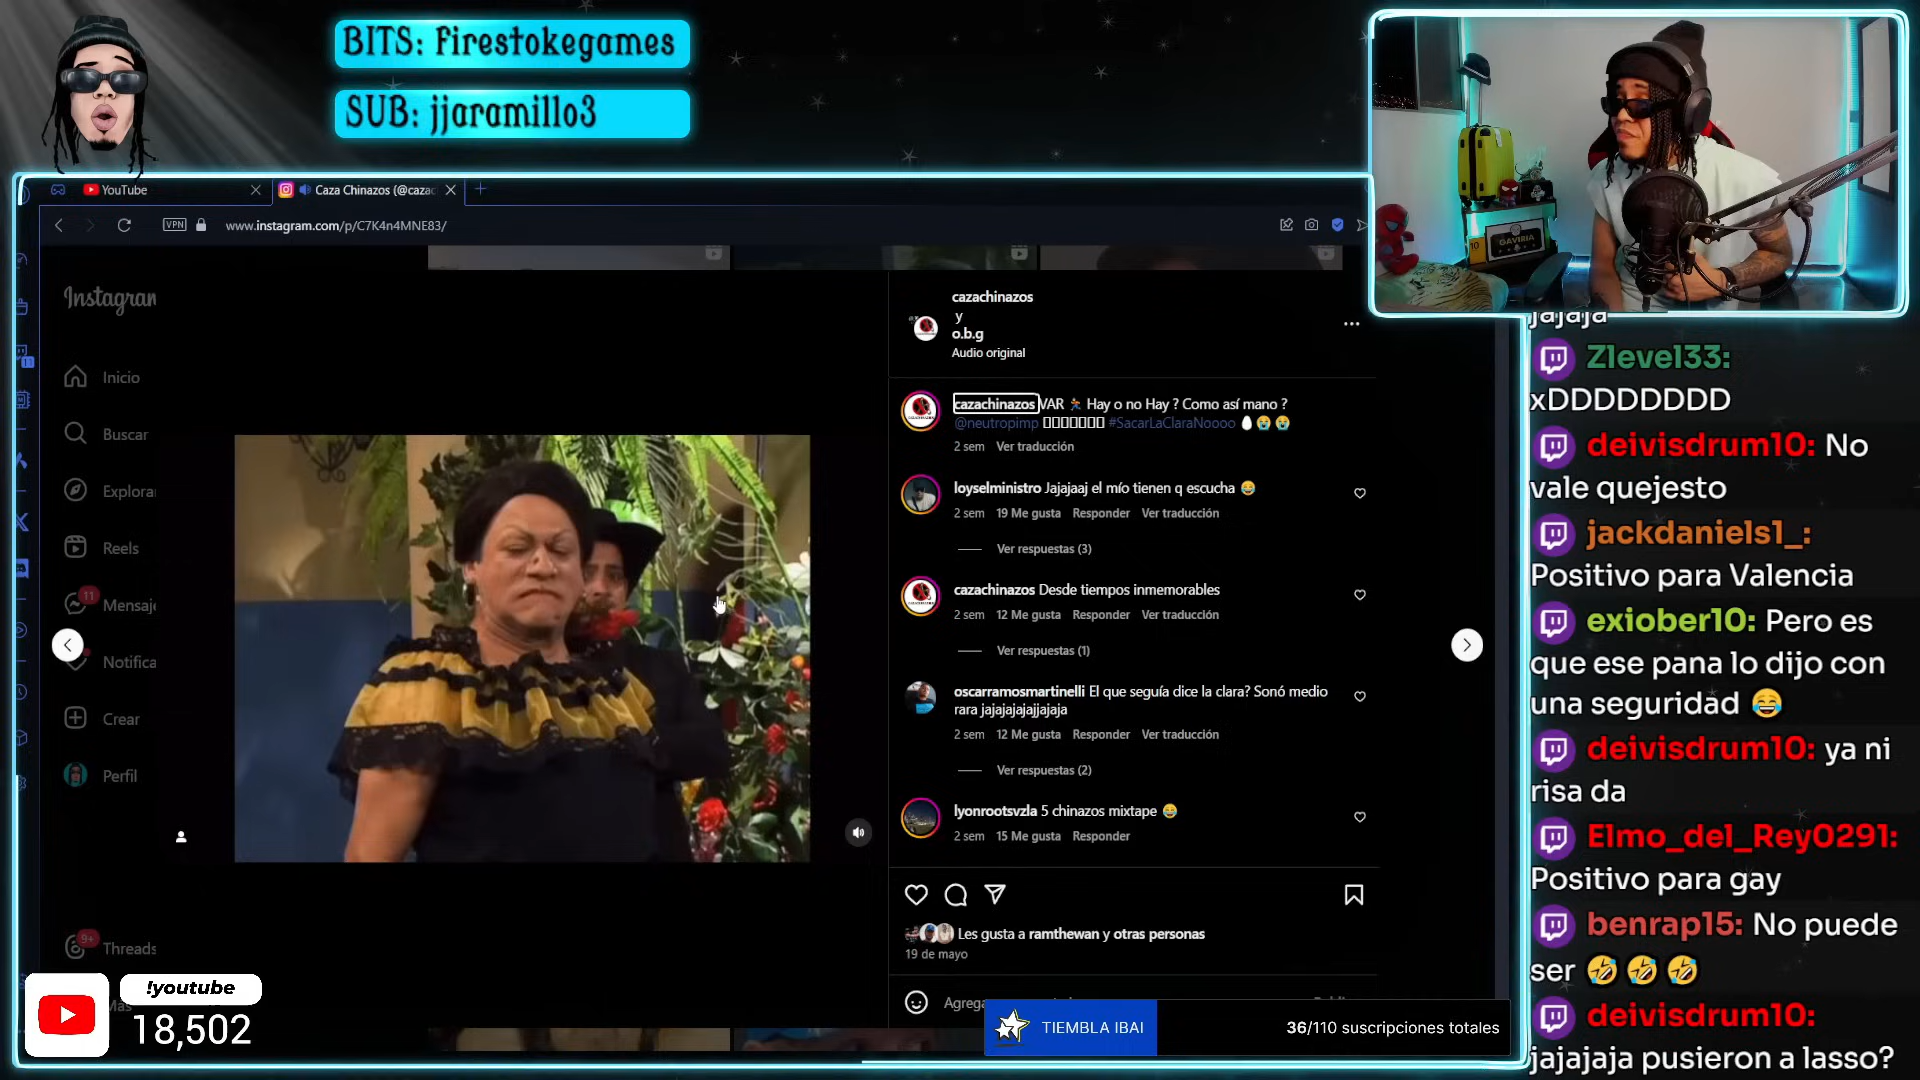 BITS: firestokegames
SUB: jjaramillo3
YouTube
Caza Chinazos (@cazac
VPN
www.instagram.com/p/C7K4n4MNE83/
Instagram
Inicio
Buscar
Explorar
Reels
11
Mensaje
Notifica
Crear
Perfil
9+
Threads
cazachinazos
y
o.b.g
Audio original
cazachinazos VAR 🏃 Hay o no Hay ? Como así mano ?
@neutropimp #SacarLaClaraNoooo 🥚😭😭
2 sem Ver traducción
loyselministro Jajajaaj el mío tienen q escucha 😂
2 sem 19 Me gusta Responder Ver traducción
Ver respuestas (3)
cazachinazos Desde tiempos inmemorables
2 sem 12 Me gusta Responder Ver traducción
Ver respuestas (1)
oscarramosmartinelli El que seguía dice la clara? Sonó medio
rara jajajajajajjajaja
2 sem 12 Me gusta Responder Ver traducción
Ver respuestas (2)
lyonrootsvzla 5 chinazos mixtape 😂
2 sem 15 Me gusta Responder
Les gusta a ramthewan y otras personas
19 de mayo
Agrega
!youtube
18,502
TIEMBLA IBAI
36/110 suscripciones totales
GAVIRIA
10
jajaja
Zlevel33:
xDDDDDDDD
deivisdrum10: No
vale quejesto
jackdaniels1_:
Positivo para Valencia
exiober10: Pero es
que ese pana lo dijo con
una seguridad 😂
deivisdrum10: ya ni
risa da
Elmo_del_Rey0291:
Positivo para gay
benrap15: No puede
ser 🤣🤣🤣
deivisdrum10:
jajajaja pusieron a lasso?